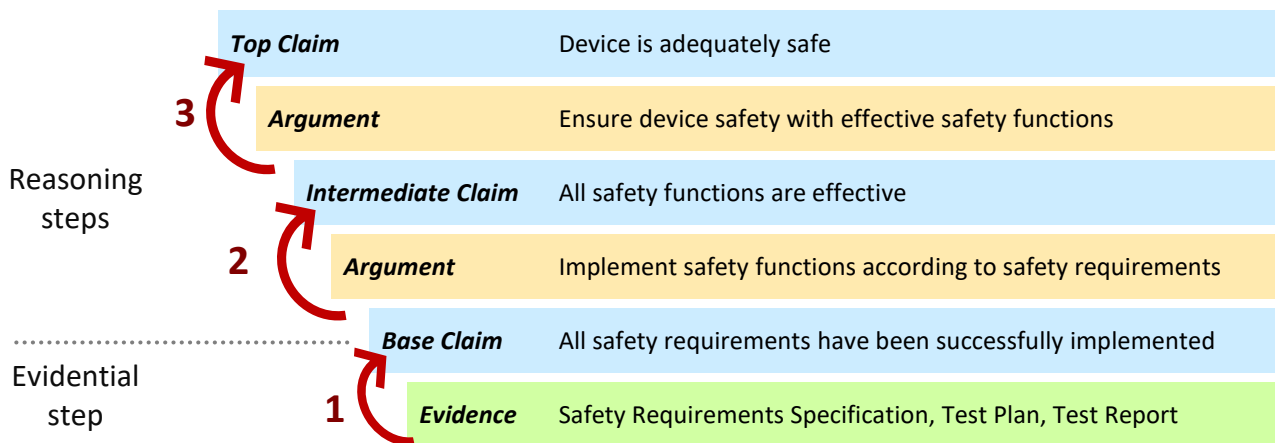 Top Claim Device is adequately safe
3
Argument Ensure device safety with effective safety functions
Reasoning
steps
Intermediate Claim All safety functions are effective
2
Argument Implement safety functions according to safety requirements
Base Claim All safety requirements have been successfully implemented
Evidential
step
1
Evidence Safety Requirements Specification, Test Plan, Test Report